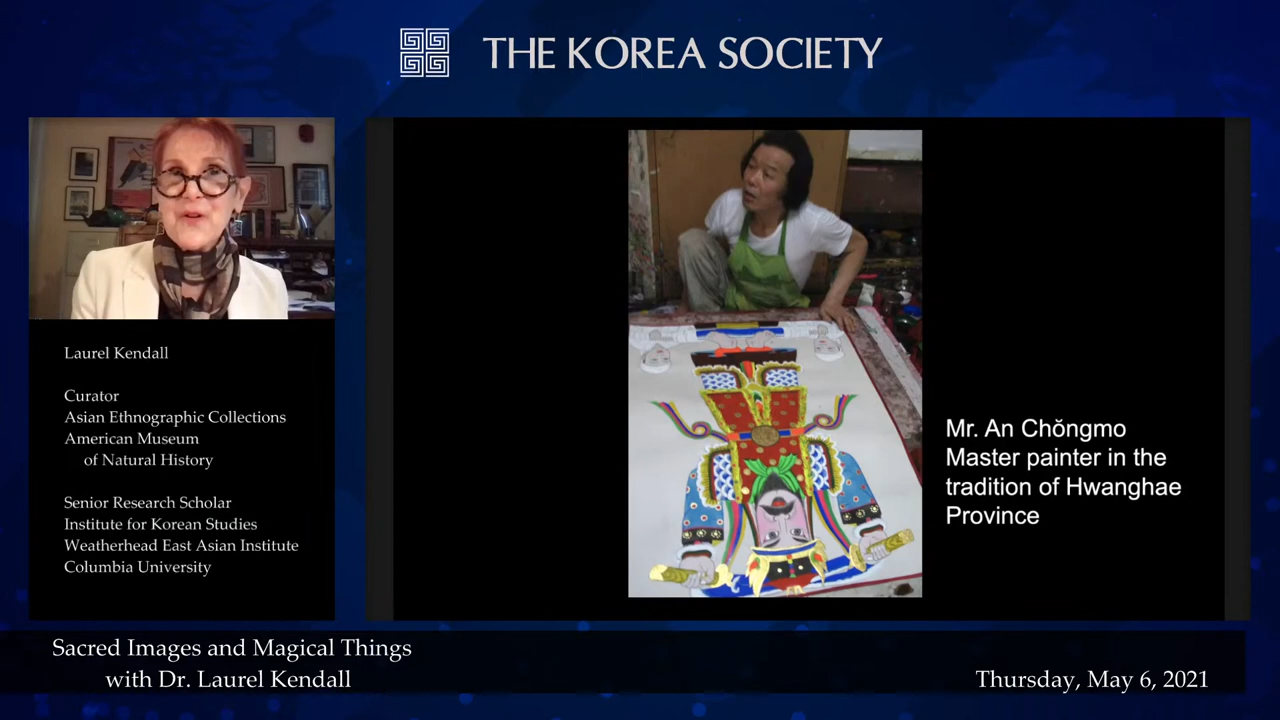 THE KOREA SOCIETY
Laurel Kendall
Curator
Asian Ethnographic Collections
American Museum
of Natural History
Senior Research Scholar
Institute for Korean Studies
Weatherhead East Asian Institute
Columbia University
Mr. An Chŏngmo
Master painter in the
tradition of Hwanghae
Province
Sacred Images and Magical Things
with Dr. Laurel Kendall
Thursday, May 6, 2021